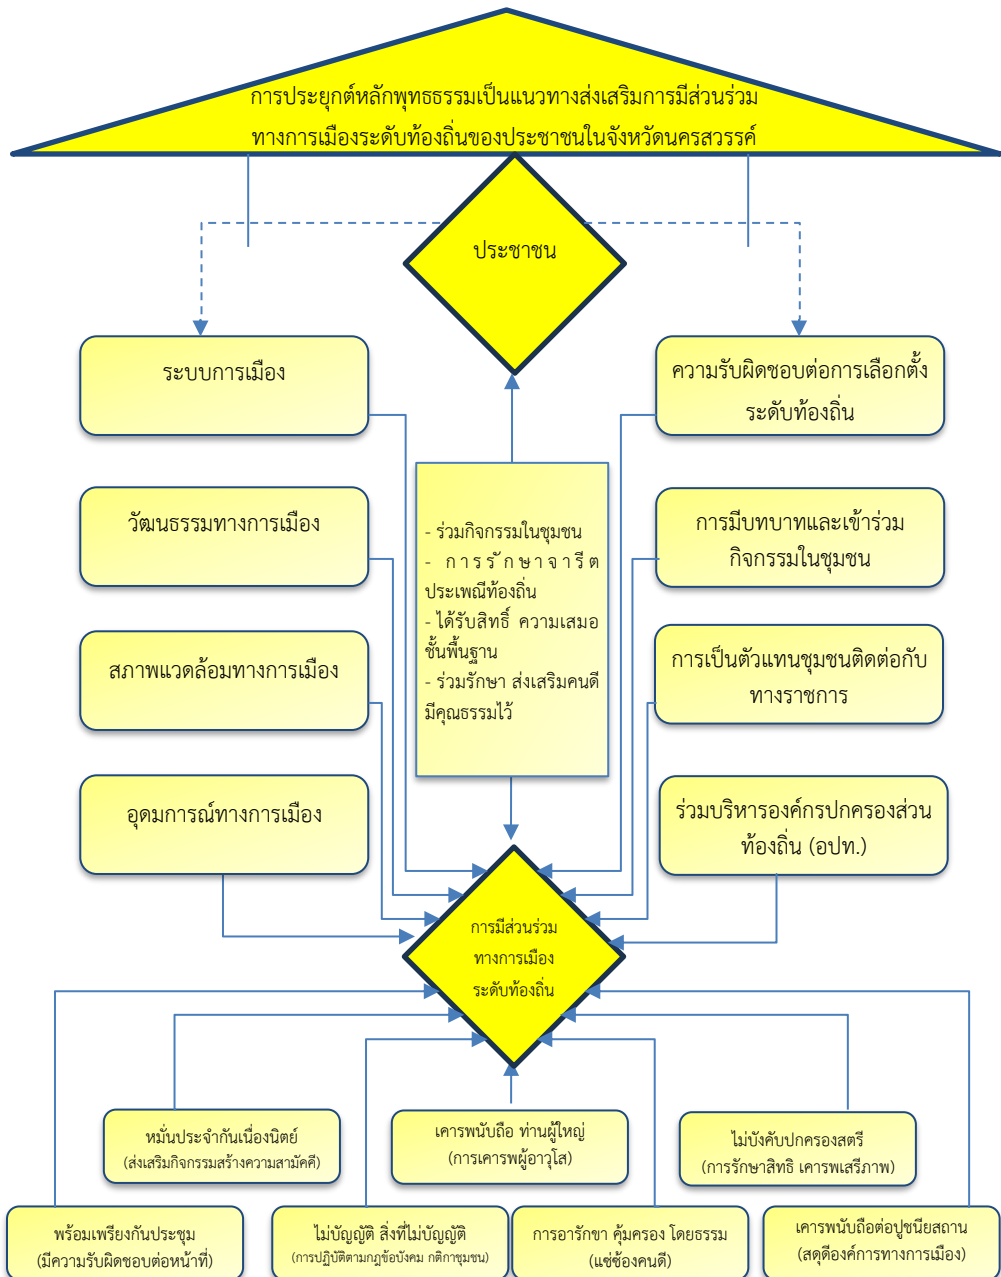 การประยุกต์หลักพุทธธรรมเป็นแนวทางส่งเสริมการมีส่วนร่วม
ทางการเมืองระดับท้องถิ่นของประชาชนในจังหวัดนครสวรรค์
ประชาชน
ระบบการเมือง
ความรับผิดชอบต่อการเลือกตั้ง
ระดับท้องถิ่น
วัฒนธรรมทางการเมือง
การมีบทบาทและเข้าร่วม
กิจกรรมในชุมชน
สภาพแวดล้อมทางการเมือง
การเป็นตัวแทนชุมชนติดต่อกับ
ทางราชการ
อุดมการณ์ทางการเมือง
ร่วมบริหารองค์กรปกครองส่วน
ท้องถิ่น (อปท.)
- ร่วมกิจกรรมในชุมชน
- การรักษาจารีต
ประเพณีท้องถิ่น
- ได้รับสิทธิ์ ความเสมอ
ชั้นพื้นฐาน
- ร่วมรักษา ส่งเสริมคนดี
มีคุณธรรมไว้
การมีส่วนร่วม
ทางการเมือง
ระดับท้องถิ่น
หมั่นประจำกันเนื่องนิตย์
(ส่งเสริมกิจกรรมสร้างความสามัคคี)
เคารพนับถือ ท่านผู้ใหญ่
(การเคารพผู้อาวุโส)
ไม่บังคับปกครองสตรี
(การรักษาสิทธิ เคารพเสรีภาพ)
พร้อมเพรียงกันประชุม
(มีความรับผิดชอบต่อหน้าที่)
ไม่บัญญัติ สิ่งที่ไม่บัญญัติ
(การปฏิบัติตามกฎข้อบังคม กติกาชุมชน)
การอารักขา คุ้มครอง โดยธรรม
(แซ่ซ้องคนดี)
เคารพนับถือต่อปูชนียสถาน
(สดุดีองค์การทางการเมือง)